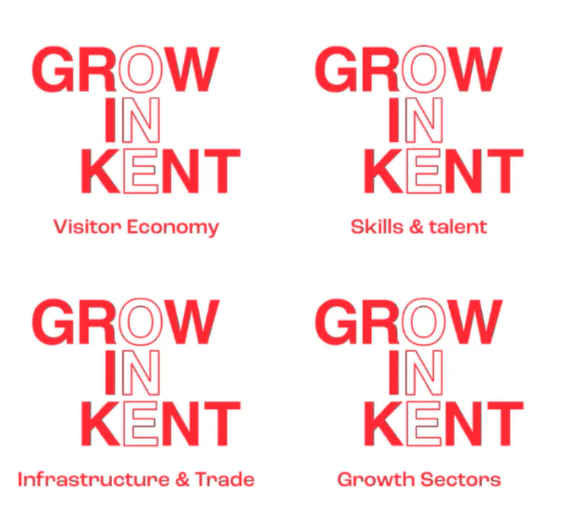 GROW
IN
KENT
Visitor Economy
GROW
IN
KENT
Skills & talent
GROW
IN
KENT
Infrastructure & Trade
GROW
IN
KENT
Growth Sectors